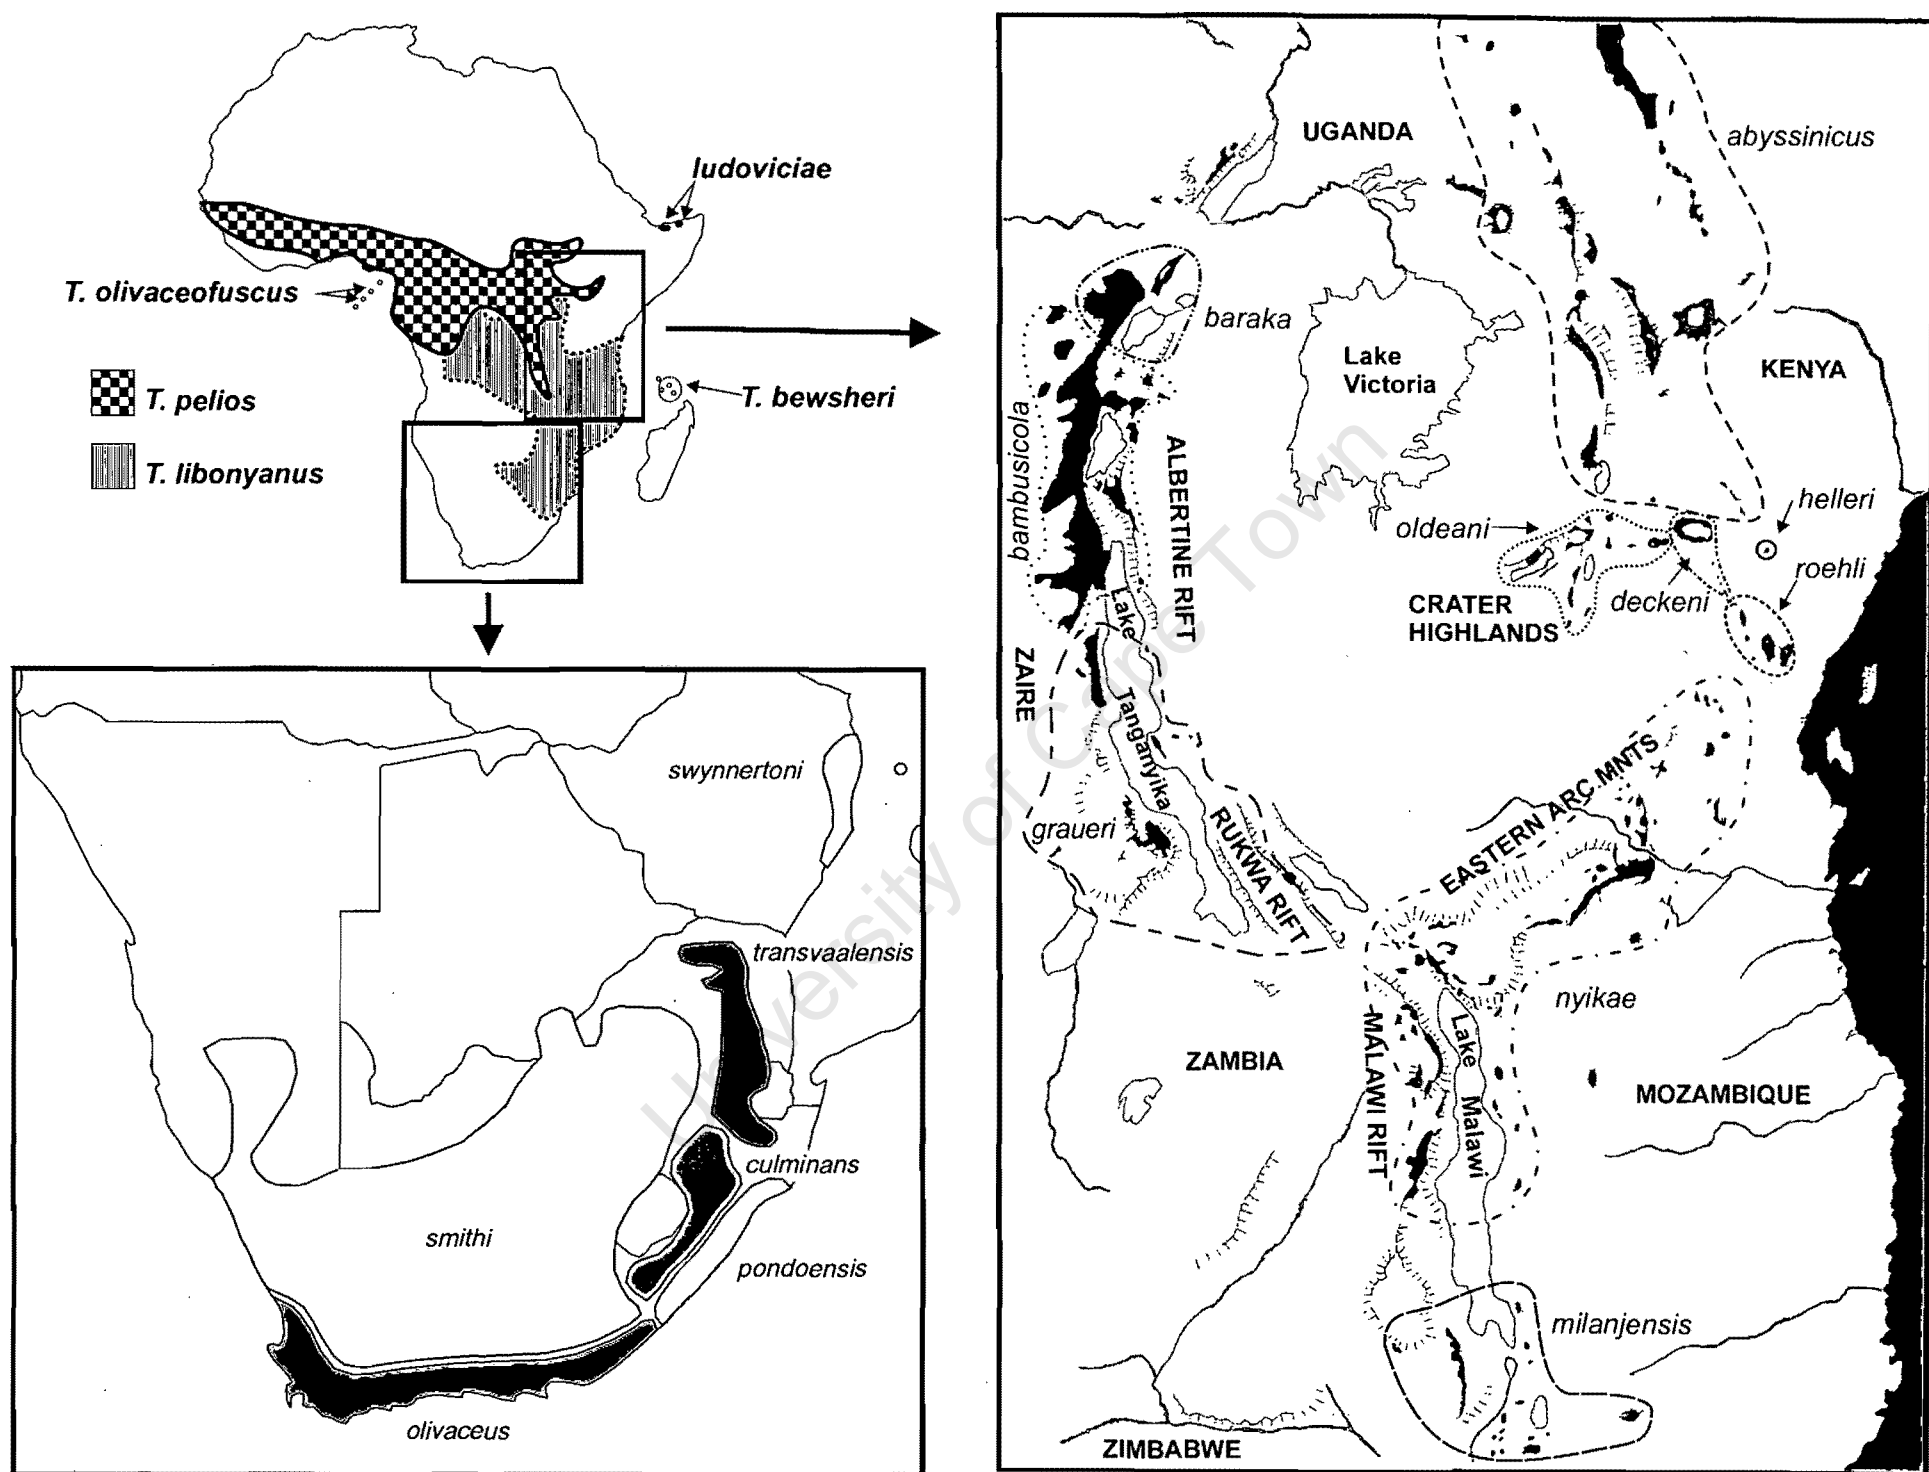 ludoviciae
T. olivaceofuscus
T. pelios
T. bewsheri
T. libonyanus
swynnertoni
transvaalensis
culminans
smithi
pondoensis
olivaceus
UGANDA
abyssinicus
baraka
Lake
Victoria
KENYA
bambusicola
ALBERTINE RIFT
oldeani
helleri
roehli
deckeni
CRATER
HIGHLANDS
ZAIRE
Lake
Tanganyika
graueri
RUKWA RIFT
EASTERN ARC MNTS
nyikae
MALAWI RIFT
Lake
Malawi
ZAMBIA
MOZAMBIQUE
milanjensis
ZIMBABWE
University of Cape Town